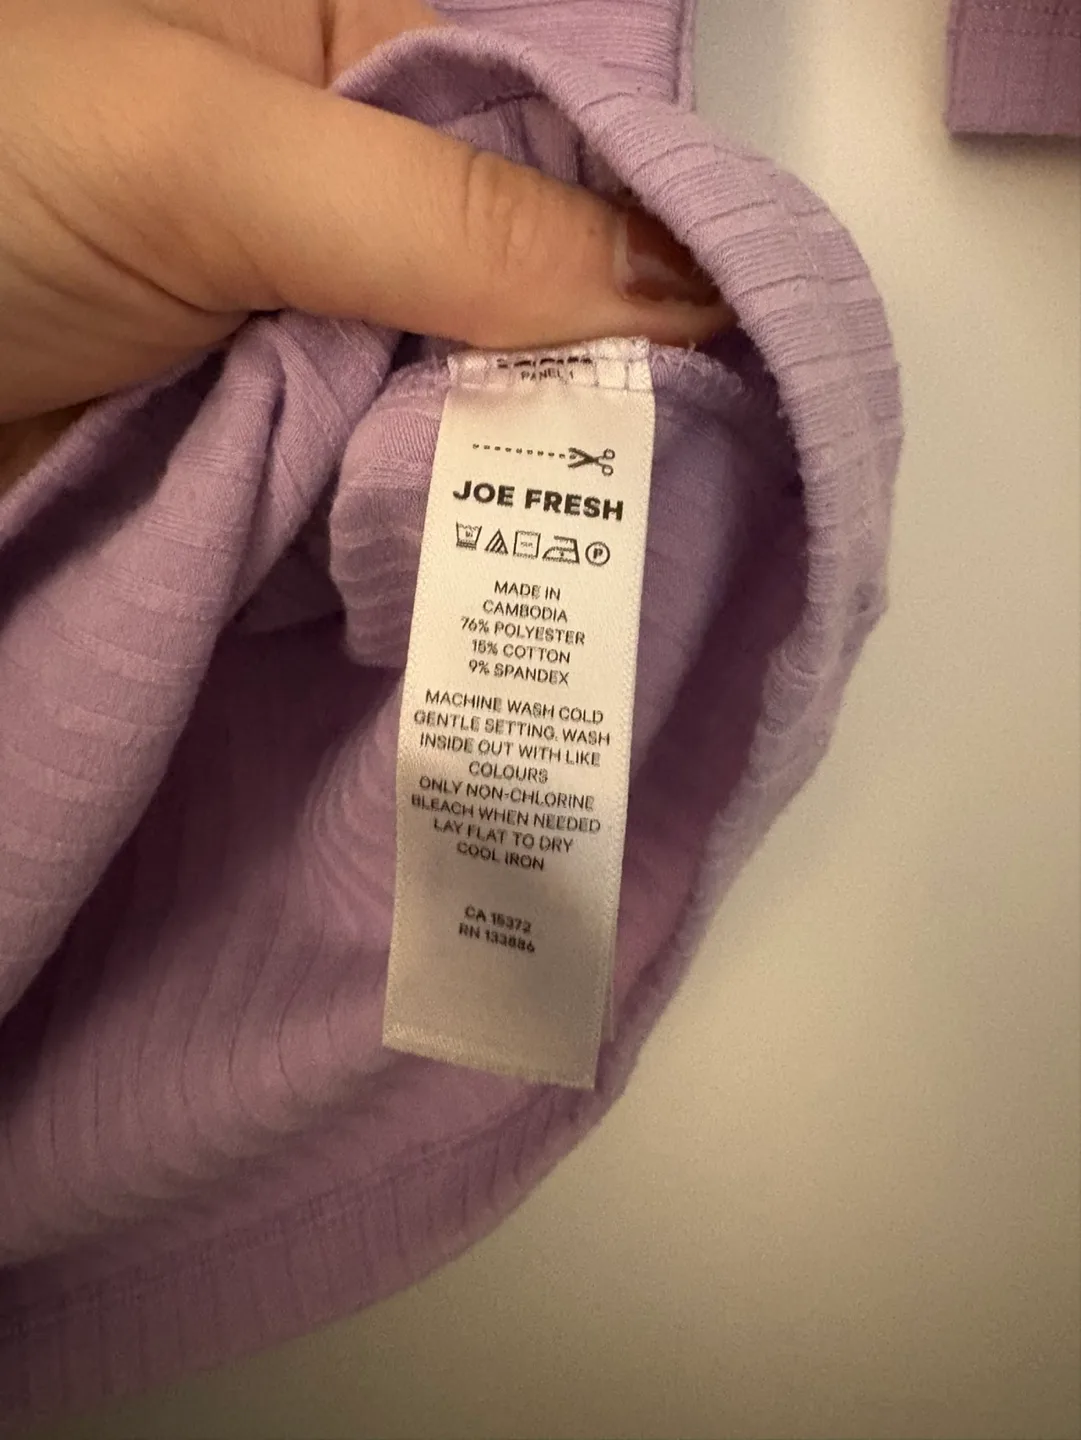 PANEL 1
JOE FRESH
P
MADE IN
CAMBODIA
76% POLYESTER
15% COTTON
9% SPANDEX
MACHINE WASH COLD
GENTLE SETTING. WASH
INSIDE OUT WITH LIKE
COLOURS
ONLY NON-CHLORINE
BLEACH WHEN NEEDED
LAY FLAT TO DRY
COOL IRON
CA 15372
RN 133886